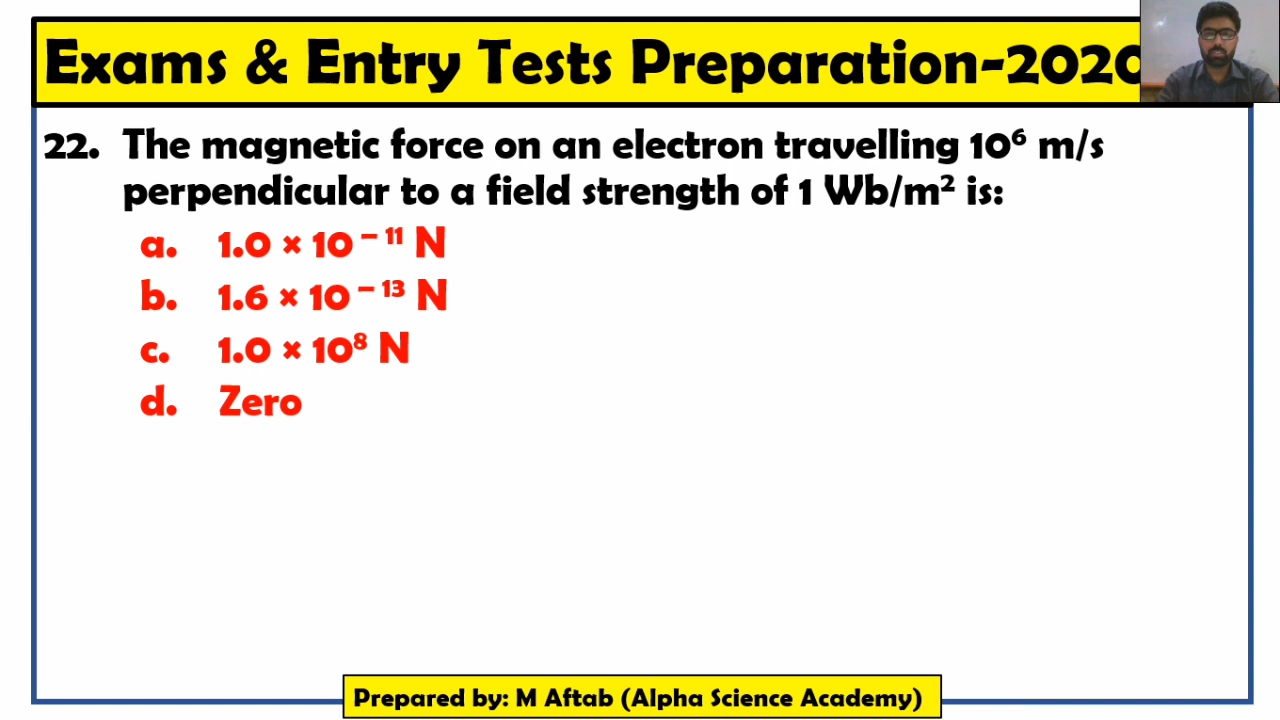 Exams & Entry Tests Preparation-2020
22. The magnetic force on an electron travelling 10⁶ m/s
perpendicular to a field strength of 1 Wb/m² is:
a. 1.0 × 10⁻¹¹ N
b. 1.6 × 10⁻¹³ N
c. 1.0 × 10⁸ N
d. Zero
Prepared by: M Aftab (Alpha Science Academy)